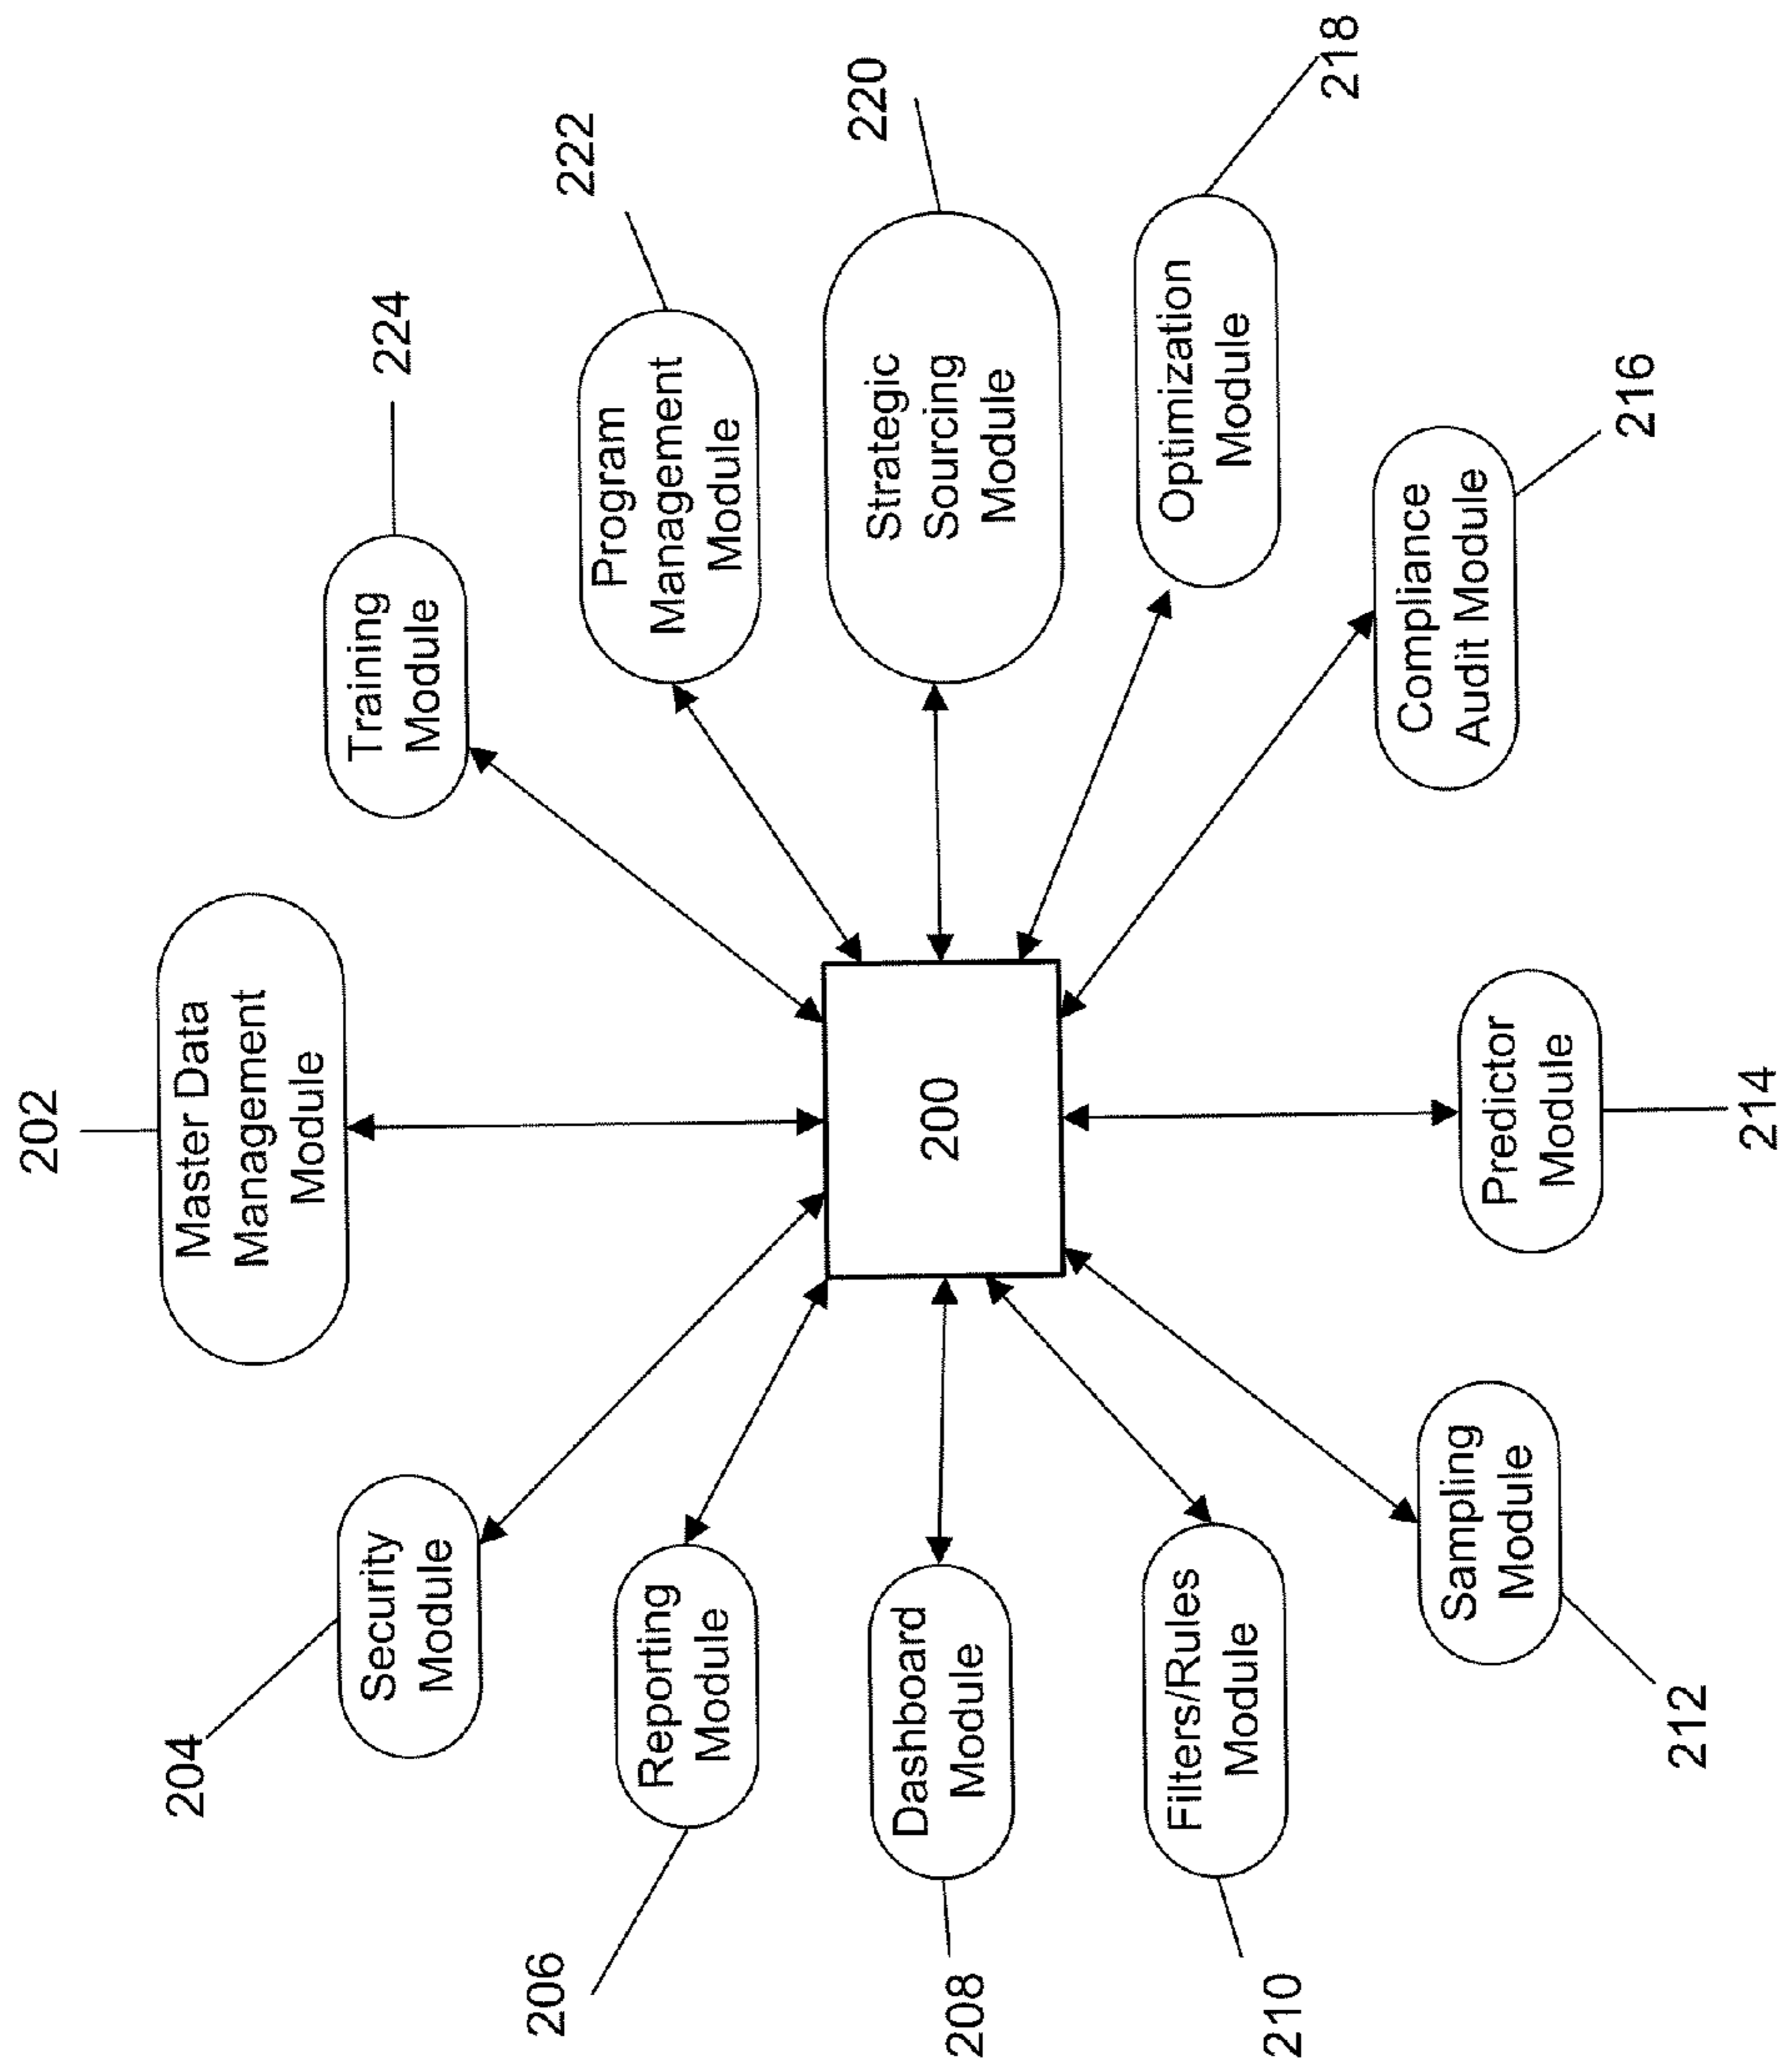 202
Master Data
Management
Module
204
Security
Module
206
Reporting
Module
208
Dashboard
Module
210
Filters/Rules
Module
212
Sampling
Module
214
Predictor
Module
216
Compliance
Audit Module
218
Optimization
Module
220
Strategic
Sourcing
Module
222
Program
Management
Module
224
Training
Module
200